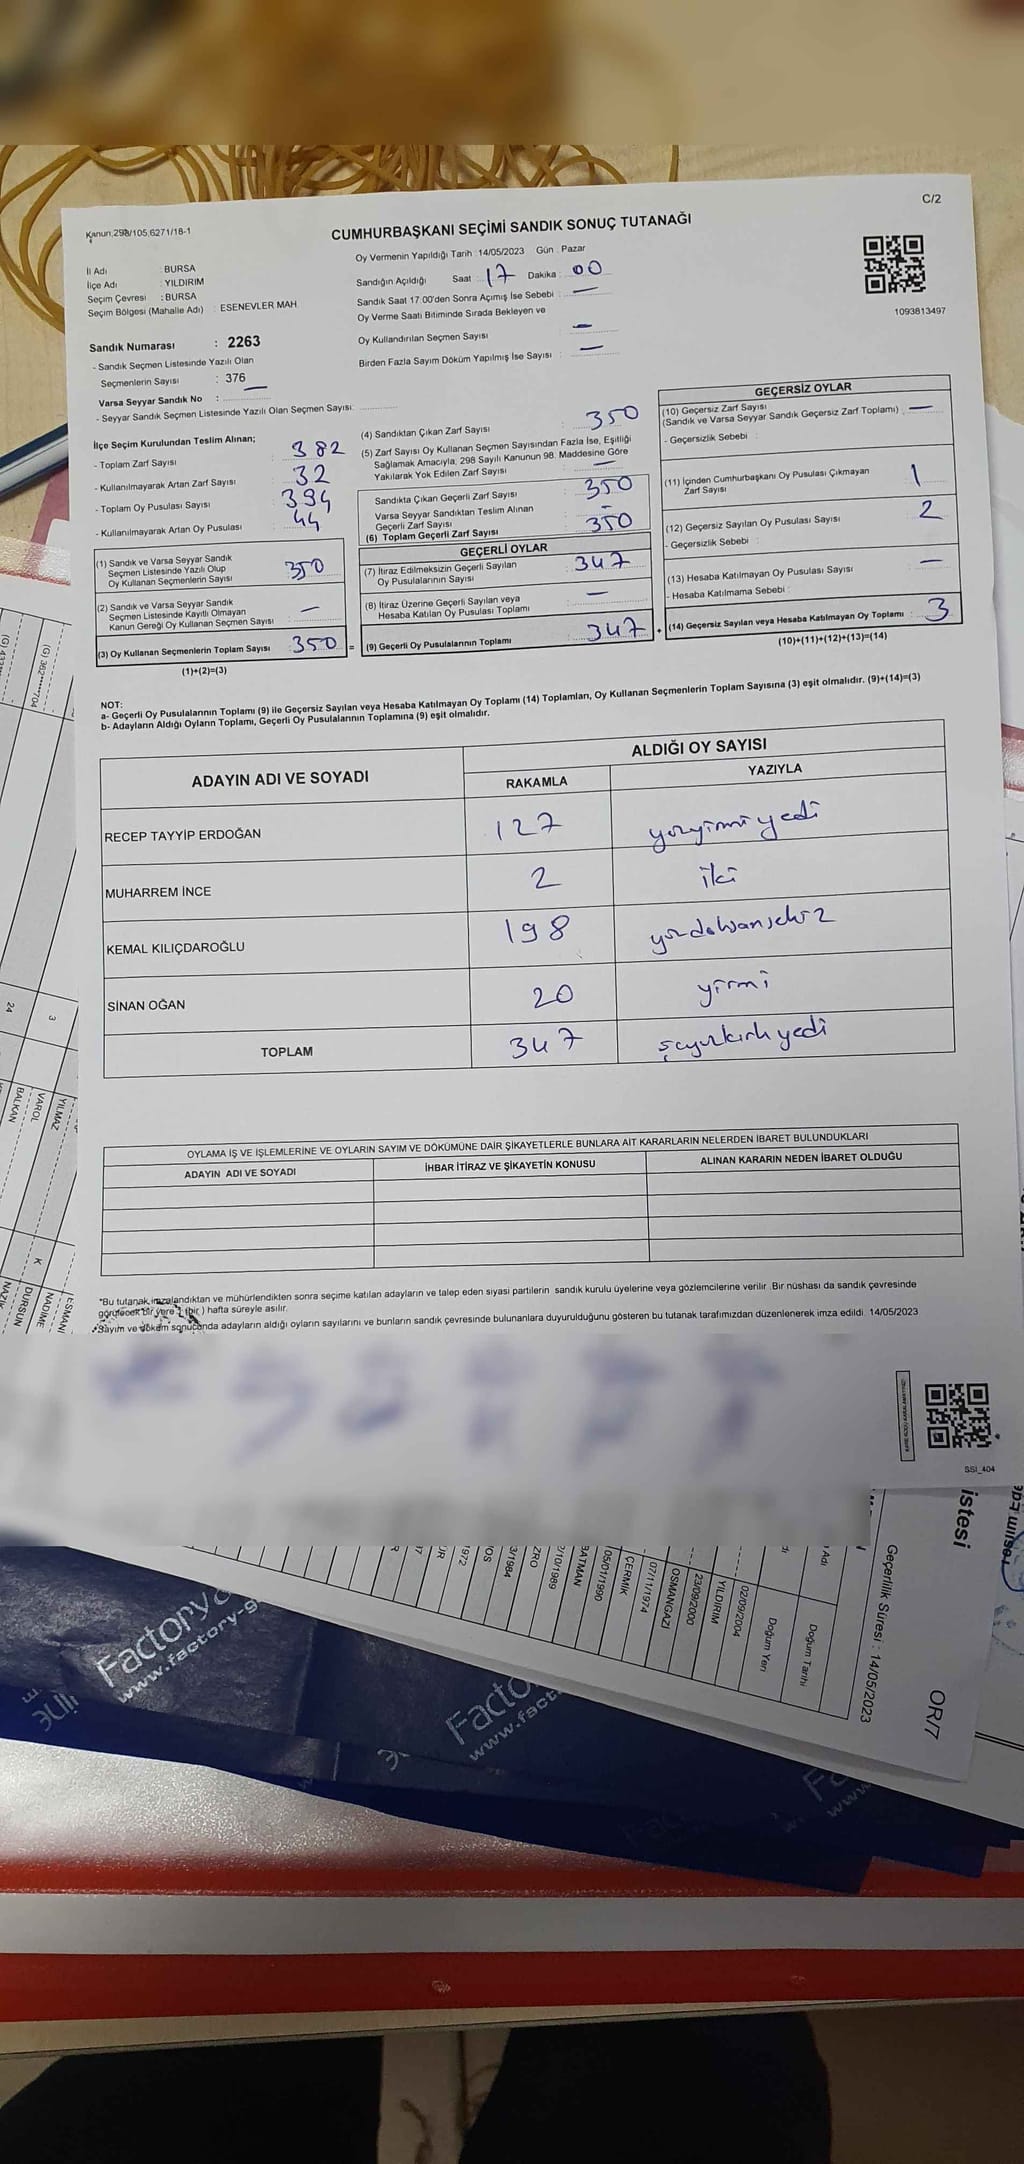 C/2
Kanun;298/105,6271/18-1
CUMHURBAŞKANI SEÇİMİ SANDIK SONUÇ TUTANAĞI
Oy Vermenin Yapıldığı Tarih : 14/05/2023 Gün : Pazar
İl Adı : BURSA
İlçe Adı : YILDIRIM
Seçim Çevresi : BURSA
Seçim Bölgesi (Mahalle Adı) : ESENEVLER MAH
Sandığın Açıldığı Saat : 17 Dakika : 00
Sandık Saat 17.00'den Sonra Açılmış İse Sebebi : —
Oy Verme Saati Bitiminde Sırada Bekleyen ve
Oy Kullandırılan Seçmen Sayısı : —
Birden Fazla Sayım Döküm Yapılmış İse Sayısı : —
1093813497
Sandık Numarası : 2263
- Sandık Seçmen Listesinde Yazılı Olan
Seçmenlerin Sayısı : 376
Varsa Seyyar Sandık No : —
- Seyyar Sandık Seçmen Listesinde Yazılı Olan Seçmen Sayısı:
İlçe Seçim Kurulundan Teslim Alınan;
- Toplam Zarf Sayısı : 382
- Kullanılmayarak Artan Zarf Sayısı : 32
- Toplam Oy Pusulası Sayısı : 394
- Kullanılmayarak Artan Oy Pusulası : 44
(1) Sandık ve Varsa Seyyar Sandık
Seçmen Listesinde Yazılı Olup
Oy Kullanan Seçmenlerin Sayısı : 350
(2) Sandık ve Varsa Seyyar Sandık
Seçmen Listesinde Kayıtlı Olmayan
Kanun Gereği Oy Kullanan Seçmen Sayısı : —
(3) Oy Kullanan Seçmenlerin Toplam Sayısı : 350 =
(1)+(2)=(3)
(4) Sandıktan Çıkan Zarf Sayısı : 350
(5) Zarf Sayısı Oy Kullanan Seçmen Sayısından Fazla İse, Eşitliği
Sağlamak Amacıyla, 298 Sayılı Kanunun 98. Maddesine Göre
Yakılarak Yok Edilen Zarf Sayısı : —
Sandıkta Çıkan Geçerli Zarf Sayısı : 350
Varsa Seyyar Sandıktan Teslim Alınan
Geçerli Zarf Sayısı : -
(6) Toplam Geçerli Zarf Sayısı : 350
GEÇERLİ OYLAR
(7) İtiraz Edilmeksizin Geçerli Sayılan
Oy Pusulalarının Sayısı : 347
(8) İtiraz Üzerine Geçerli Sayılan veya
Hesaba Katılan Oy Pusulası Toplamı : —
(9) Geçerli Oy Pusulalarının Toplamı : 347 +
GEÇERSİZ OYLAR
(10) Geçersiz Zarf Sayısı
(Sandık ve Varsa Seyyar Sandık Geçersiz Zarf Toplamı) : —
- Geçersizlik Sebebi :
(11) İçinden Cumhurbaşkanı Oy Pusulası Çıkmayan
Zarf Sayısı 1
(12) Geçersiz Sayılan Oy Pusulası Sayısı : 2
- Geçersizlik Sebebi :
(13) Hesaba Katılmayan Oy Pusulası Sayısı : —
- Hesaba Katılmama Sebebi :
(14) Geçersiz Sayılan veya Hesaba Katılmayan Oy Toplamı : 3
(10)+(11)+(12)+(13)=(14)
NOT:
a- Geçerli Oy Pusulalarının Toplamı (9) ile Geçersiz Sayılan veya Hesaba Katılmayan Oy Toplamı (14) Toplamları, Oy Kullanan Seçmenlerin Toplam Sayısına (3) eşit olmalıdır. (9)+(14)=(3)
b- Adayların Aldığı Oyların Toplamı, Geçerli Oy Pusulalarının Toplamına (9) eşit olmalıdır.
ADAYIN ADI VE SOYADI ALDIĞI OY SAYISI
RAKAMLA YAZIYLA
RECEP TAYYİP ERDOĞAN 127 yüzyirmiyedi
MUHARREM İNCE 2 iki
KEMAL KILIÇDAROĞLU 198 yüzdoksansekiz
SİNAN OĞAN 20 yirmi
TOPLAM 347 üçyüzkırkyedi
OYLAMA İŞ VE İŞLEMLERİNE VE OYLARIN SAYIM VE DÖKÜMÜNE DAİR ŞİKAYETLERLE BUNLARA AİT KARARLARIN NELERDEN İBARET BULUNDUKLARI
ADAYIN ADI VE SOYADI İHBAR İTİRAZ VE ŞİKAYETİN KONUSU ALINAN KARARIN NEDEN İBARET OLDUĞU
*Bu tutanak imzalandıktan ve mühürlendikten sonra seçime katılan adayların ve talep eden siyasi partilerin sandık kurulu üyelerine veya gözlemcilerine verilir. Bir nüshası da sandık çevresinde
görülecek bir yere 1 (bir) hafta süreyle asılır.
*Sayım ve döküm sonucunda adayların aldığı oyların sayılarını ve bunların sandık çevresinde bulunanlara duyurulduğunu gösteren bu tutanak tarafımızdan düzenlenerek imza edildi. 14/05/2023
SSI_404
istesi
Geçerlilik Süresi : 14/05/2023
OR/7
Doğum Tarihi
Doğum Yeri
02/09/2004
YILDIRIM
23/09/2000
OSMANGAZİ
07/11/1974
ÇERMİK
05/01/1990
BATMAN
/10/1989
ZRO
3/1984
1972
(G) 362****704
24
3
BALKAN
VAROL
YILMAZ
K
DURSUN
NADİME
Factory
www.factory-g
Facto
www.fact
www